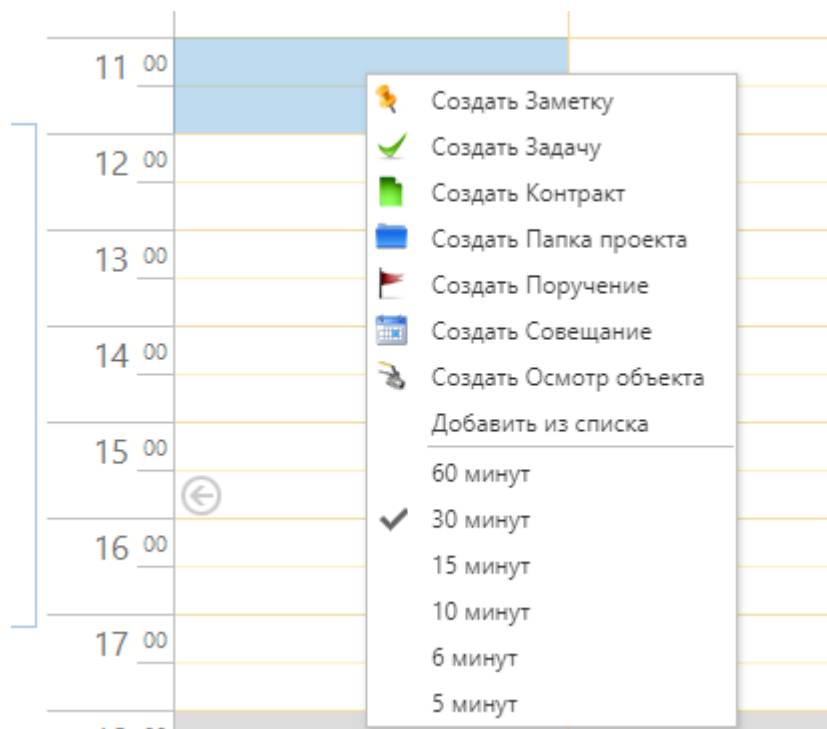 11 00
12 00
13 00
14 00
15 00
16 00
17 00
Создать Заметку
Создать Задачу
Создать Контракт
Создать Папка проекта
Создать Поручение
Создать Совещание
Создать Осмотр объекта
Добавить из списка
60 минут
30 минут
15 минут
10 минут
6 минут
5 минут